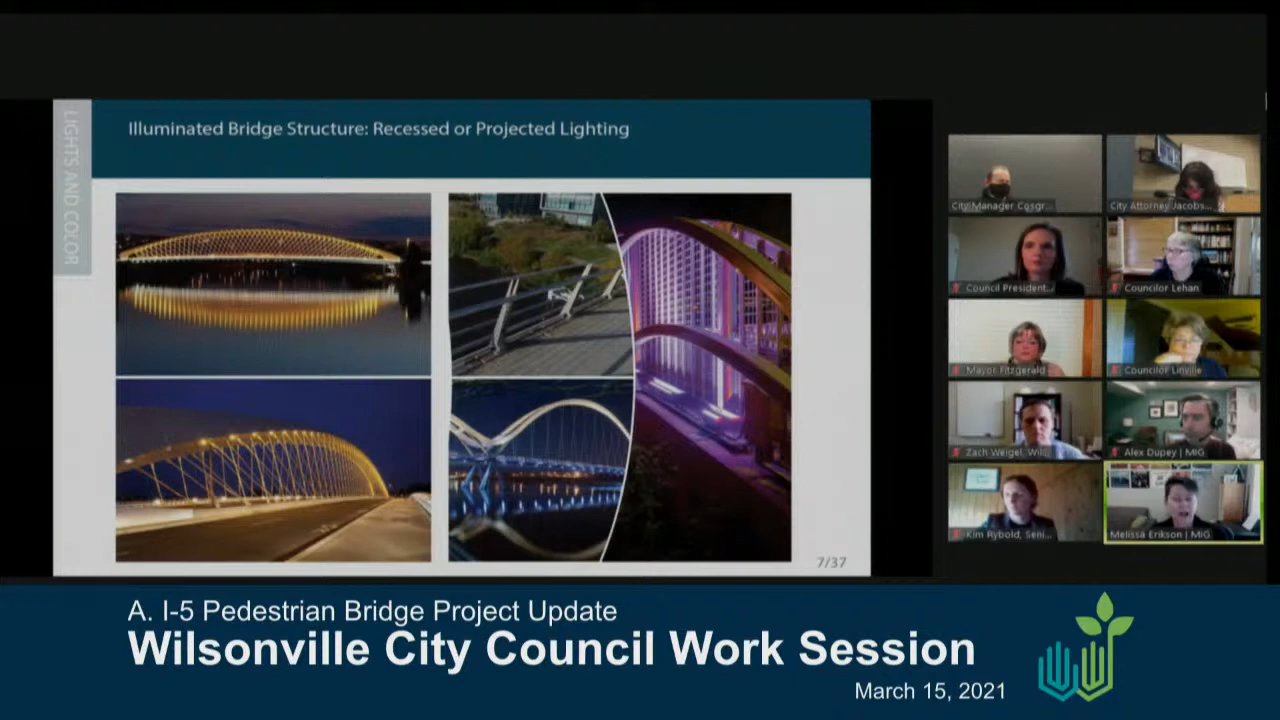 LIGHTS AND COLOR
Illuminated Bridge Structure: Recessed or Projected Lighting
7/37
City Manager Cosgr...
City Attorney Jacobs...
Council President...
Councilor Lehan
Mayor Fitzgerald
Councilor Linville
Zach Weigel, Wil...
Alex Dupey | MIG
Kim Rybold, Seni...
Melissa Erikson | MIG
A. I-5 Pedestrian Bridge Project Update
Wilsonville City Council Work Session
March 15, 2021